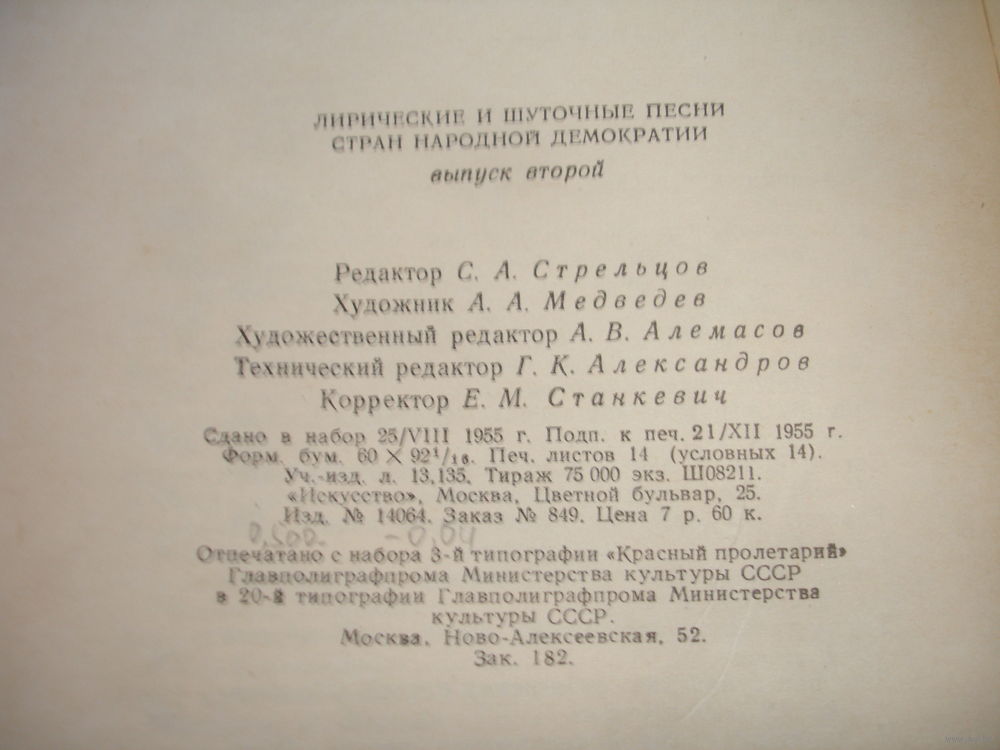 ЛИРИЧЕСКИЕ И ШУТОЧНЫЕ ПЕСНИ
СТРАН НАРОДНОЙ ДЕМОКРАТИИ
выпуск второй
Редактор С. А. Стрельцов
Художник А. А. Медведев
Художественный редактор А. В. Алемасов
Технический редактор Г. К. Александров
Корректор Е. М. Станкевич
Сдано в набор 25/VIII 1955 г. Подп. к печ. 21/XII 1955 г.
Форм. бум. 60 × 92¹/₁₆. Печ. листов 14 (условных 14).
Уч.-изд. л. 13,135. Тираж 75 000 экз. Ш08211.
«Искусство», Москва, Цветной бульвар, 25.
Изд. № 14064. Заказ № 849. Цена 7 р. 60 к.
Отпечатано с набора 3-й типографии «Красный пролетарий»
Главполиграфпрома Министерства культуры СССР
в 20-й типографии Главполиграфпрома Министерства
культуры СССР.
Москва, Ново-Алексеевская, 52.
Зак. 182.